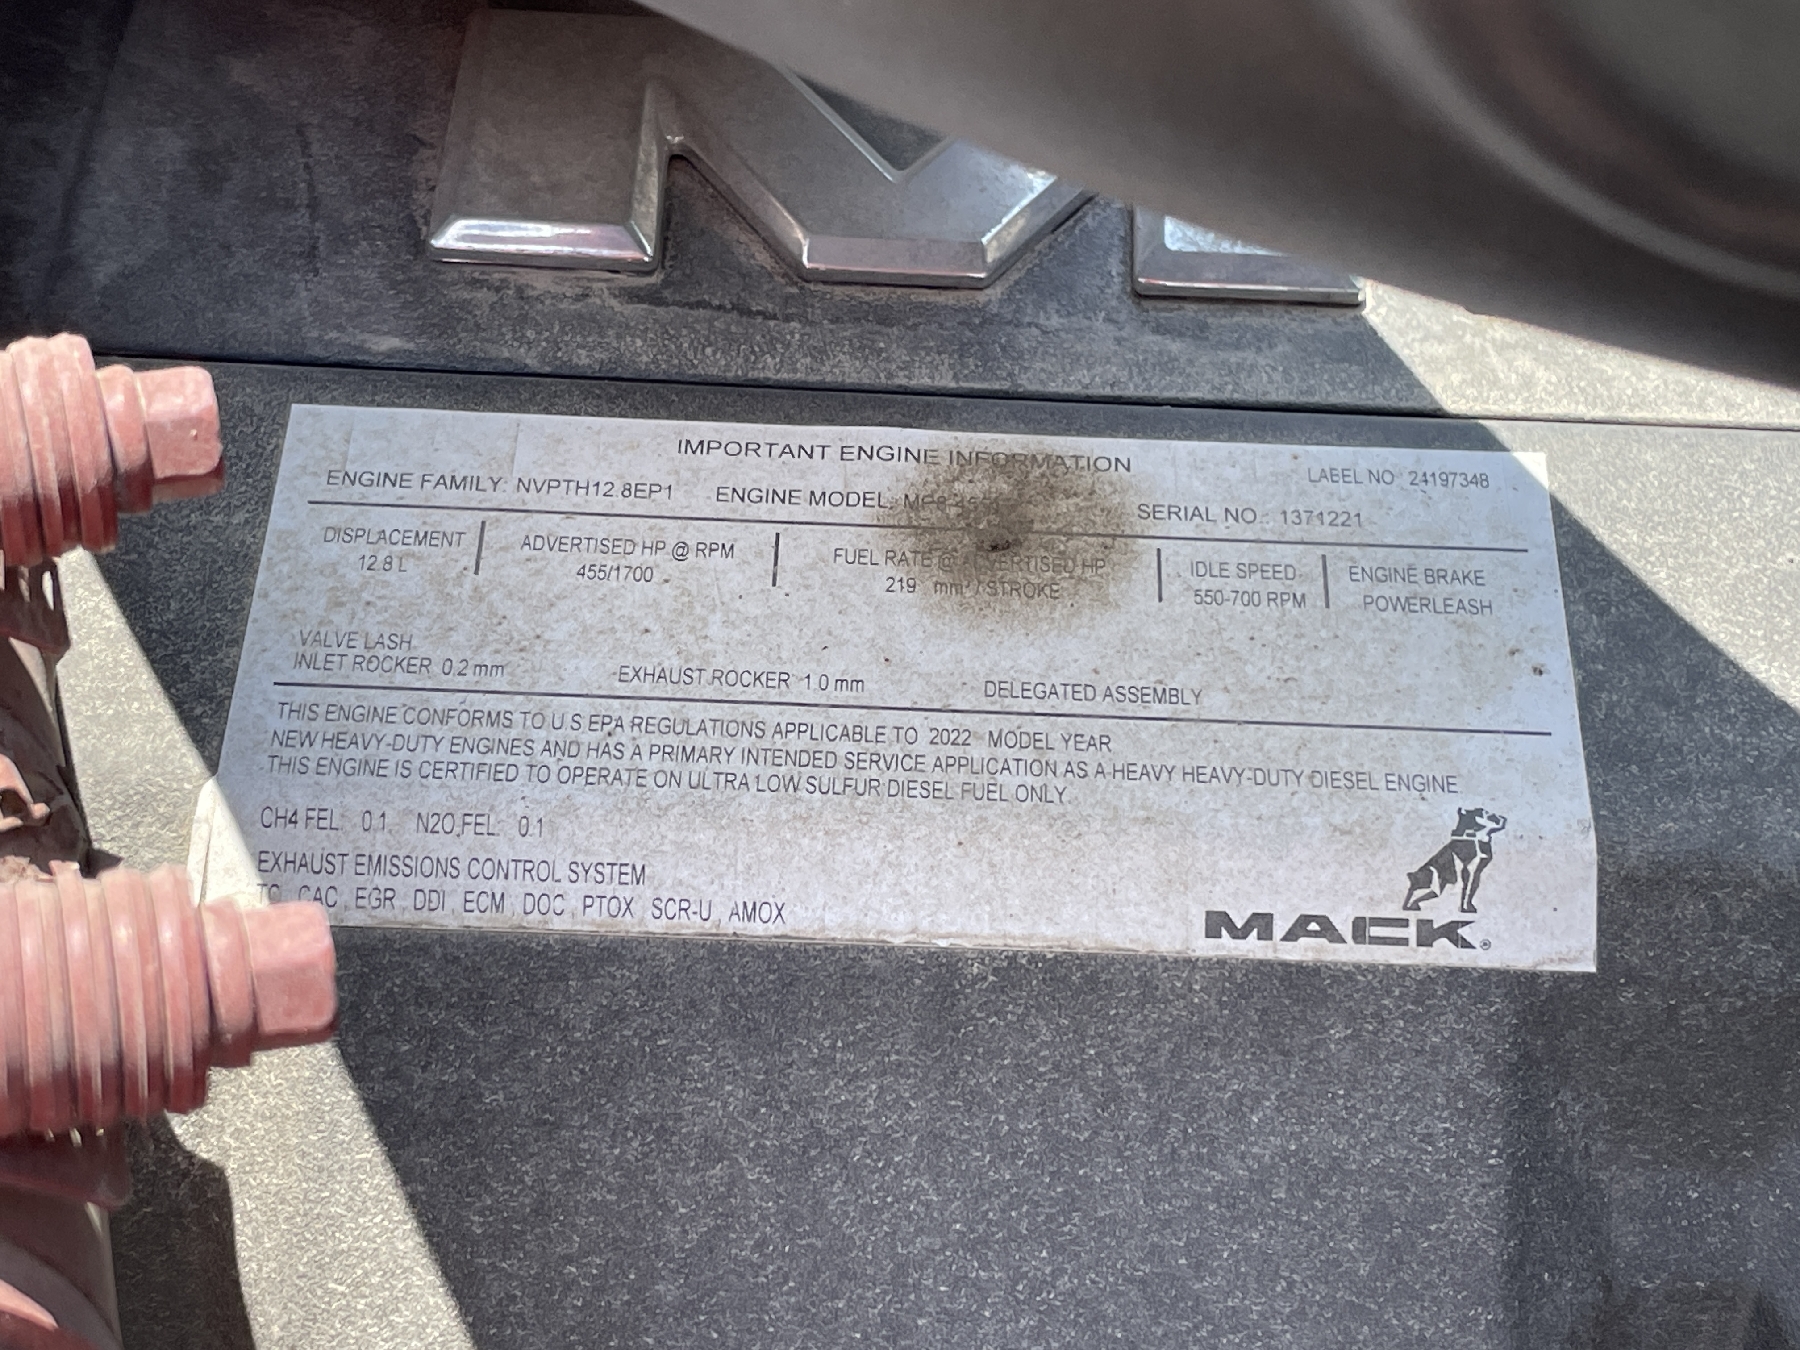 IMPORTANT ENGINE INFORMATION
LABEL NO 24197348
ENGINE FAMILY: NVPTH12.8EP1 ENGINE MODEL: SERIAL NO.: 1371221
DISPLACEMENT
12.8 L
ADVERTISED HP @ RPM
455/1700
FUEL RATE @ ADVERTISED HP
219 mm³ / STROKE
IDLE SPEED
550-700 RPM
ENGINE BRAKE
POWERLEASH
VALVE LASH
INLET ROCKER 0.2 mm EXHAUST ROCKER 1.0 mm DELEGATED ASSEMBLY
THIS ENGINE CONFORMS TO U S EPA REGULATIONS APPLICABLE TO 2022 MODEL YEAR
NEW HEAVY-DUTY ENGINES AND HAS A PRIMARY INTENDED SERVICE APPLICATION AS A HEAVY HEAVY-DUTY DIESEL ENGINE
THIS ENGINE IS CERTIFIED TO OPERATE ON ULTRA LOW SULFUR DIESEL FUEL ONLY
CH4 FEL 0.1 N2O FEL 0.1
EXHAUST EMISSIONS CONTROL SYSTEM
TC CAC EGR DDI ECM DOC PTOX SCR-U AMOX
MACK®